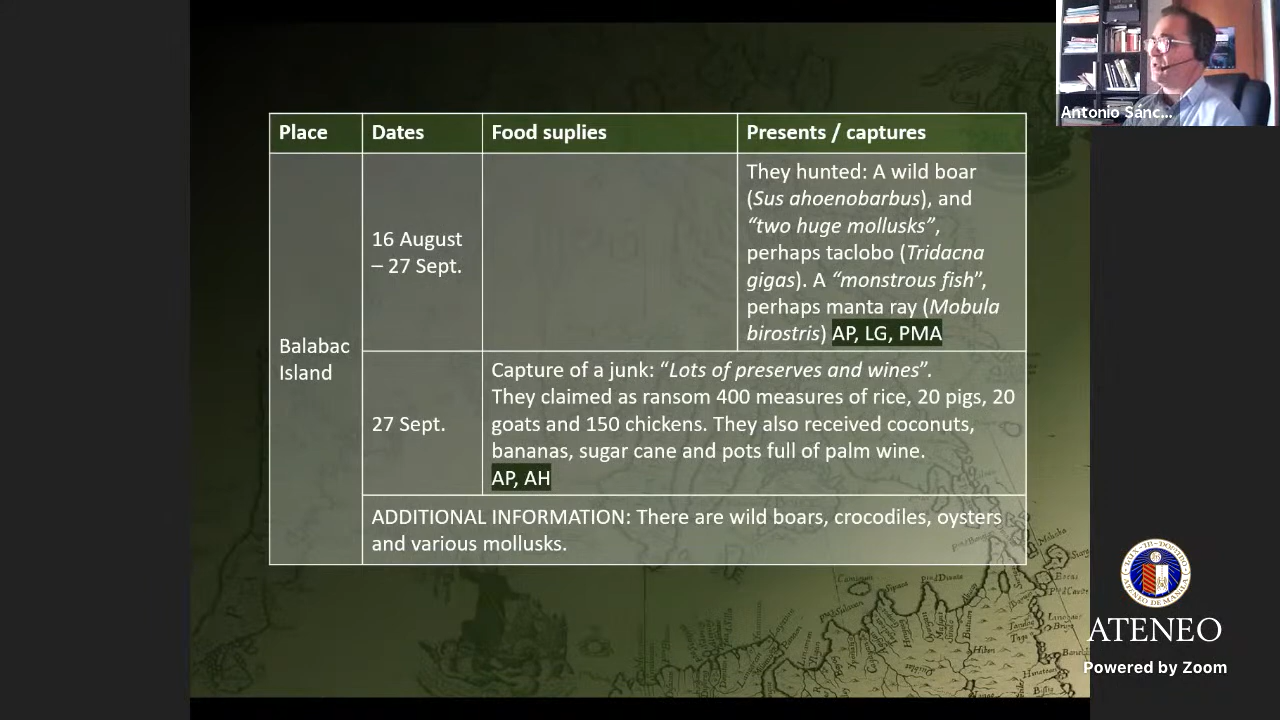 Antonio Sánc...
Place
Dates
Food suplies
Presents / captures
Balabac
Island
16 August
– 27 Sept.
They hunted: A wild boar
(Sus ahoenobarbus), and
“two huge mollusks”,
perhaps taclobo (Tridacna
gigas). A “monstrous fish”,
perhaps manta ray (Mobula
birostris) AP, LG, PMA
27 Sept.
Capture of a junk: “Lots of preserves and wines”.
They claimed as ransom 400 measures of rice, 20 pigs, 20
goats and 150 chickens. They also received coconuts,
bananas, sugar cane and pots full of palm wine.
AP, AH
ADDITIONAL INFORMATION: There are wild boars, crocodiles, oysters
and various mollusks.
ATENEO
Powered by Zoom